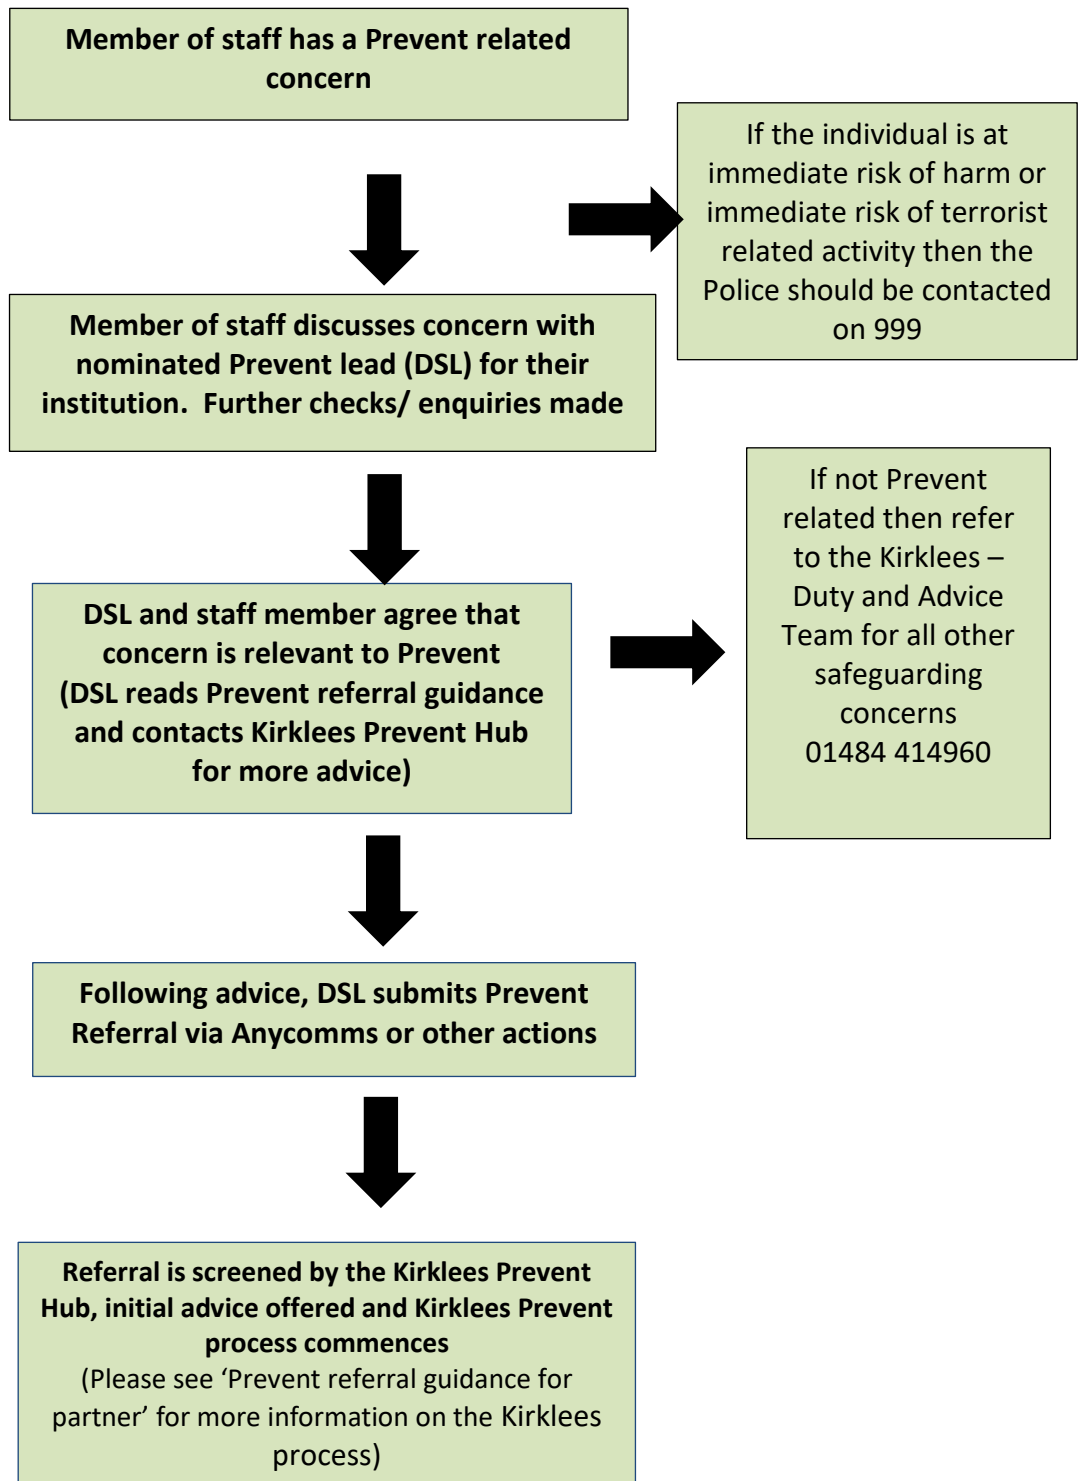 Member of staff has a Prevent related
concern
If the individual is at
immediate risk of harm or
immediate risk of terrorist
related activity then the
Police should be contacted
on 999
Member of staff discusses concern with
nominated Prevent lead (DSL) for their
institution.  Further checks/ enquiries made
If not Prevent
related then refer
to the Kirklees –
Duty and Advice
Team for all other
safeguarding
concerns
01484 414960
DSL and staff member agree that
concern is relevant to Prevent
(DSL reads Prevent referral guidance
and contacts Kirklees Prevent Hub
for more advice)
Following advice, DSL submits Prevent
Referral via Anycomms or other actions
Referral is screened by the Kirklees Prevent
Hub, initial advice offered and Kirklees Prevent
process commences
(Please see ‘Prevent referral guidance for
partner’ for more information on the Kirklees
process)